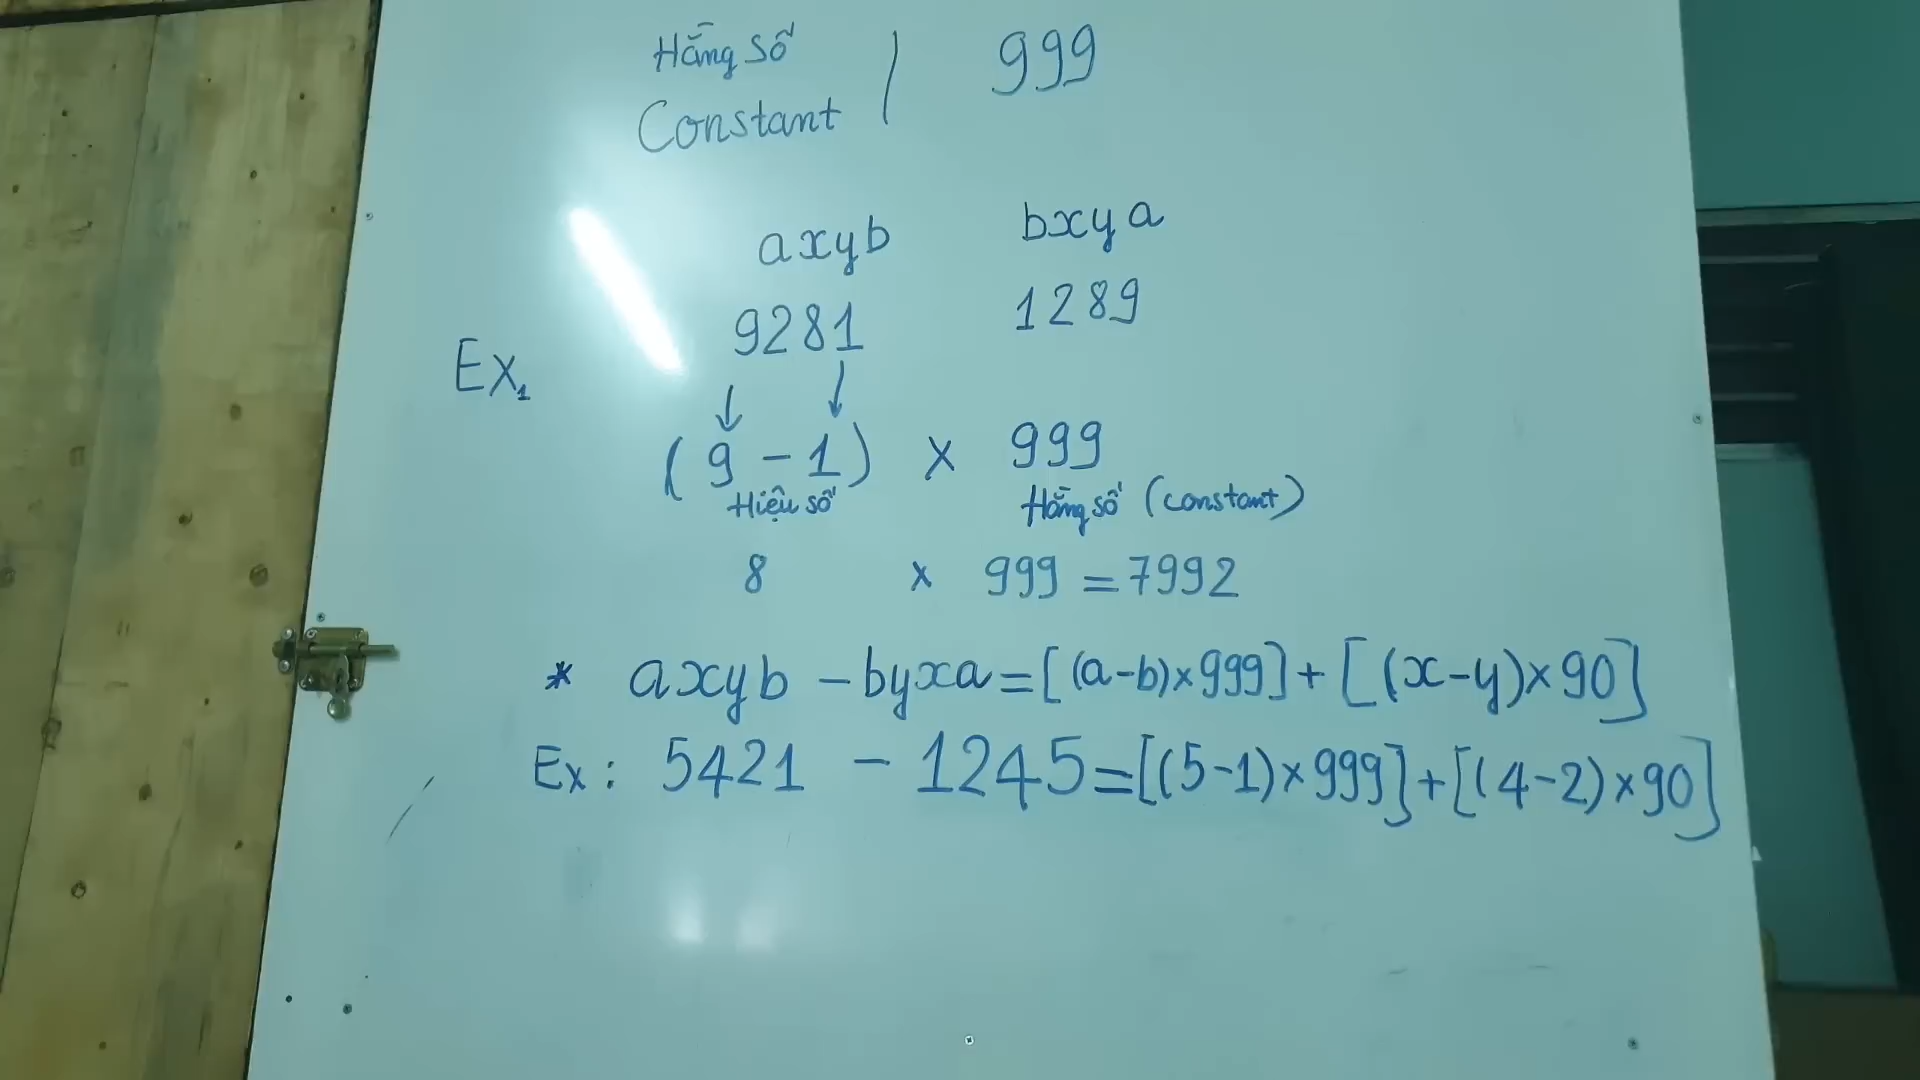 Hằng số | 999
Constant
axyb bxya
9281 1289
Ex1
(9 - 1) x 999
Hiệu số Hằng số (constant)
8 x 999 = 7992
* axyb - byxa = [(a-b)x999] + [(x-y)x90]
Ex: 5421 - 1245 = [(5-1)x999] + [(4-2)x90]